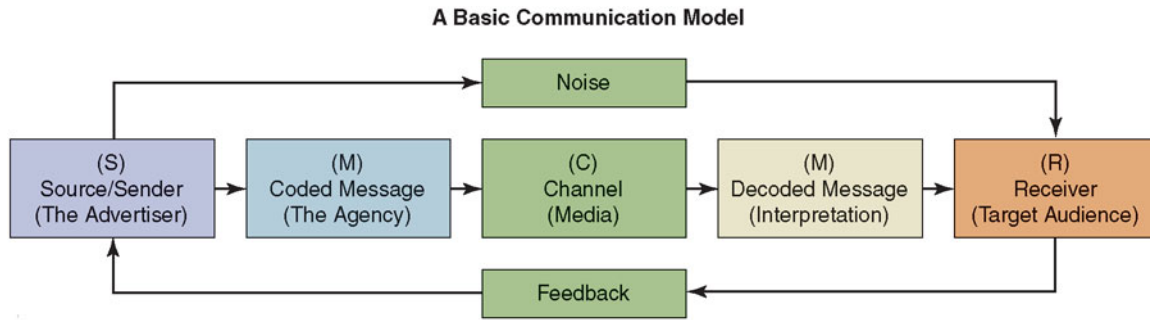 A Basic Communication Model
Noise
(S)
Source/Sender
(The Advertiser)
(M)
Coded Message
(The Agency)
(C)
Channel
(Media)
(M)
Decoded Message
(Interpretation)
(R)
Receiver
(Target Audience)
Feedback